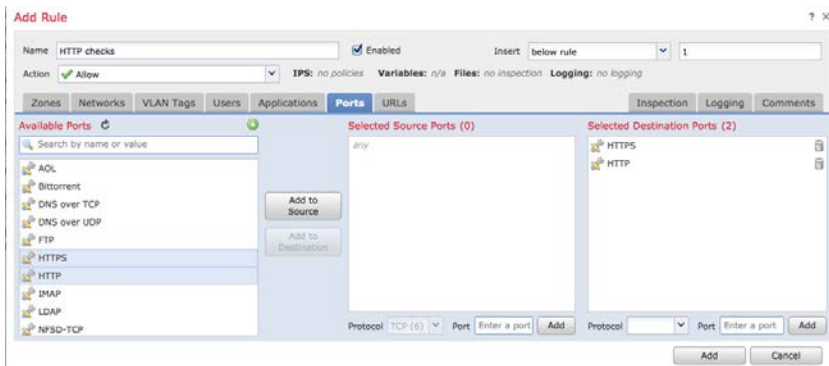 Add Rule
? ×
Name HTTP checks Enabled Insert below rule 1
Action Allow IPS: no policies Variables: n/a Files: no inspection Logging: no logging
Zones Networks VLAN Tags Users Applications Ports URLs Inspection Logging Comments
Available Ports Selected Source Ports (0) Selected Destination Ports (2)
Search by name or value any HTTPS
AOL HTTP
Bittorrent
DNS over TCP
DNS over UDP
FTP
HTTPS
HTTP
IMAP
LDAP
NFSD-TCP
Add to
Source
Add to
Destination
Protocol TCP (6) Port Enter a port Add Protocol Port Enter a port Add
Add Cancel